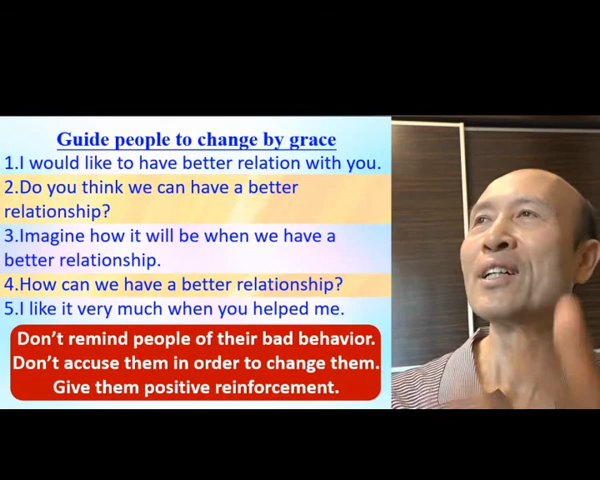 Guide people to change by grace
1.I would like to have better relation with you.
2.Do you think we can have a better
relationship?
3.Imagine how it will be when we have a
better relationship.
4.How can we have a better relationship?
5.I like it very much when you helped me.
Don’t remind people of their bad behavior.
Don’t accuse them in order to change them.
Give them positive reinforcement.